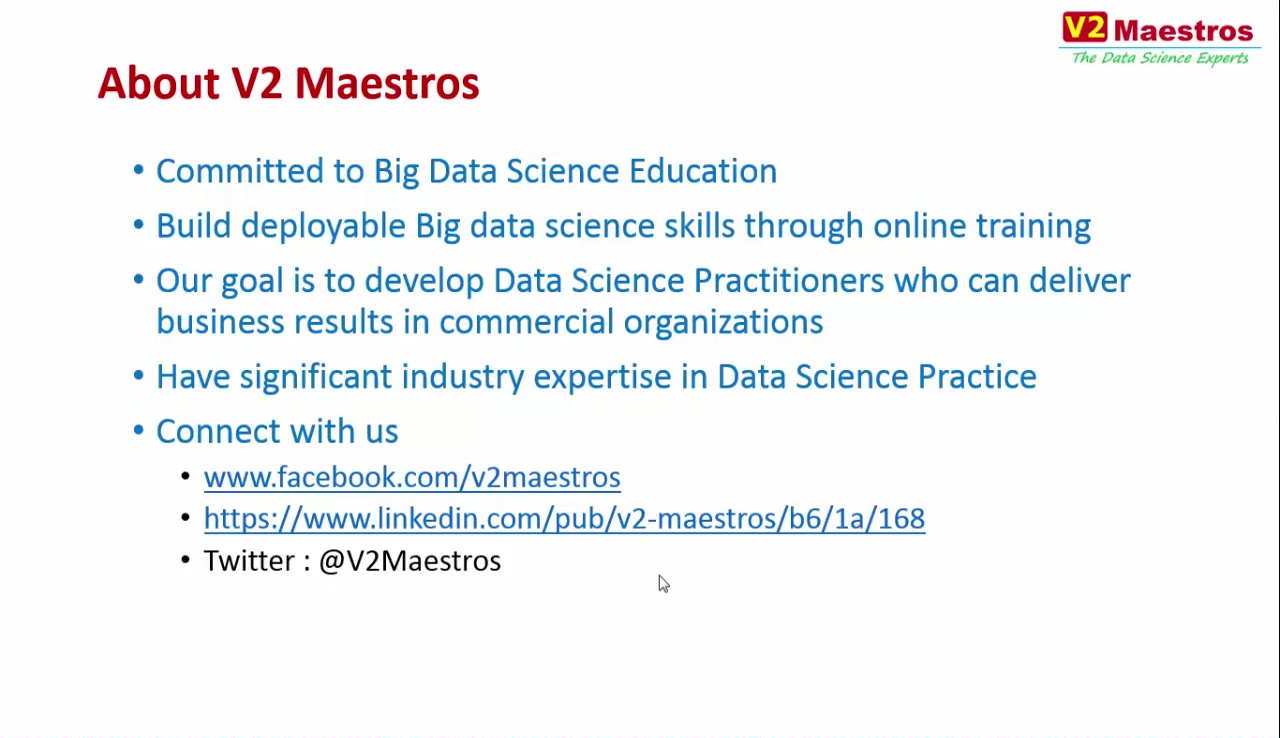 V2 Maestros
The Data Science Experts
About V2 Maestros
• Committed to Big Data Science Education
• Build deployable Big data science skills through online training
• Our goal is to develop Data Science Practitioners who can deliver
business results in commercial organizations
• Have significant industry expertise in Data Science Practice
• Connect with us
• www.facebook.com/v2maestros
• https://www.linkedin.com/pub/v2-maestros/b6/1a/168
• Twitter : @V2Maestros